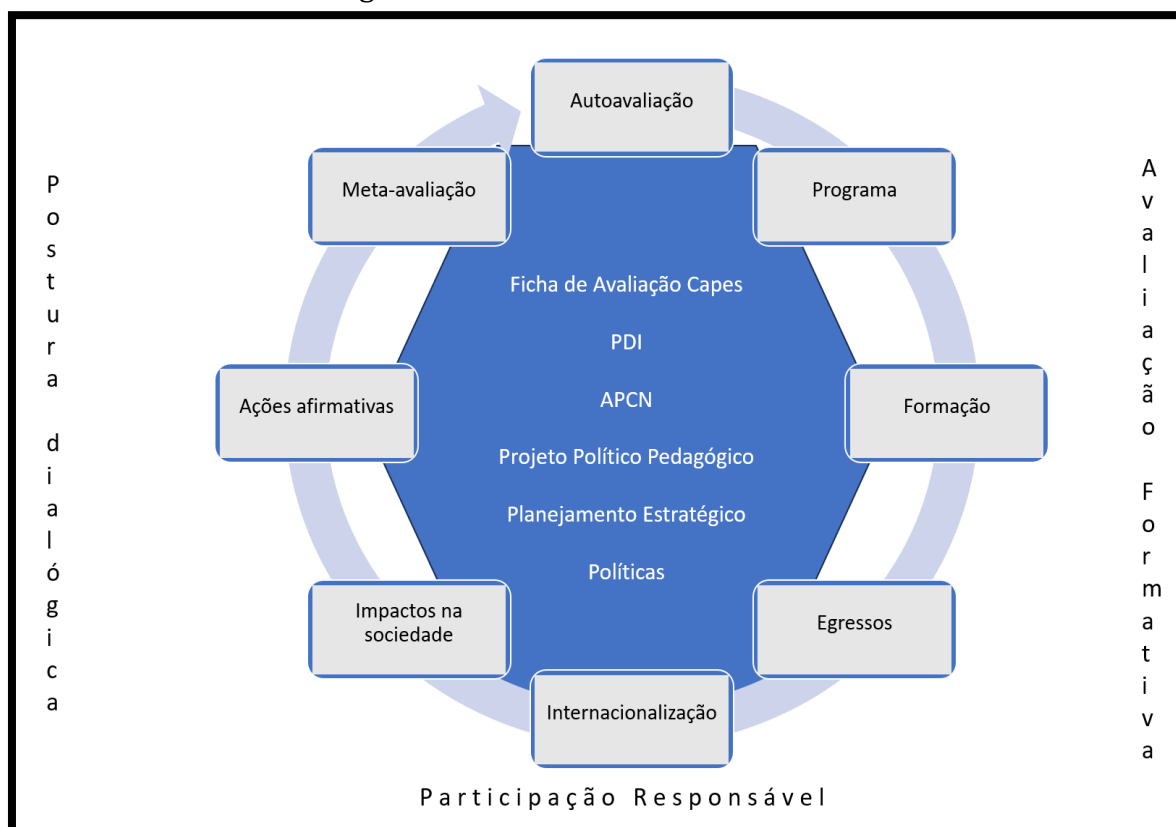 Autoavaliação
Programa
Formação
Egressos
Internacionalização
Impactos na
sociedade
Ações afirmativas
Meta-avaliação
Ficha de Avaliação Capes
PDI
APCN
Projeto Político Pedagógico
Planejamento Estratégico
Políticas
Postura dialógica
Avaliação Formativa
Participação Responsável